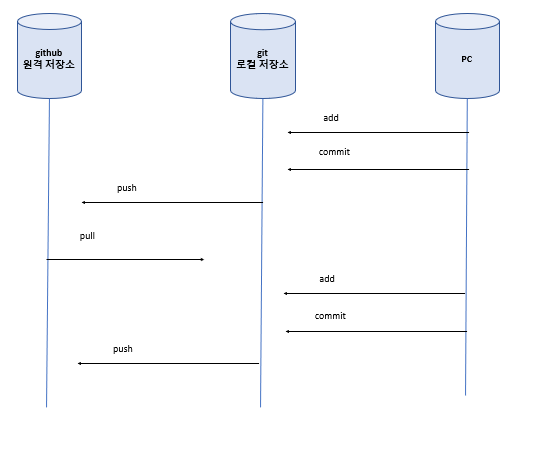 github
원격 저장소
git
로컬 저장소
PC
add
commit
push
pull
add
commit
push